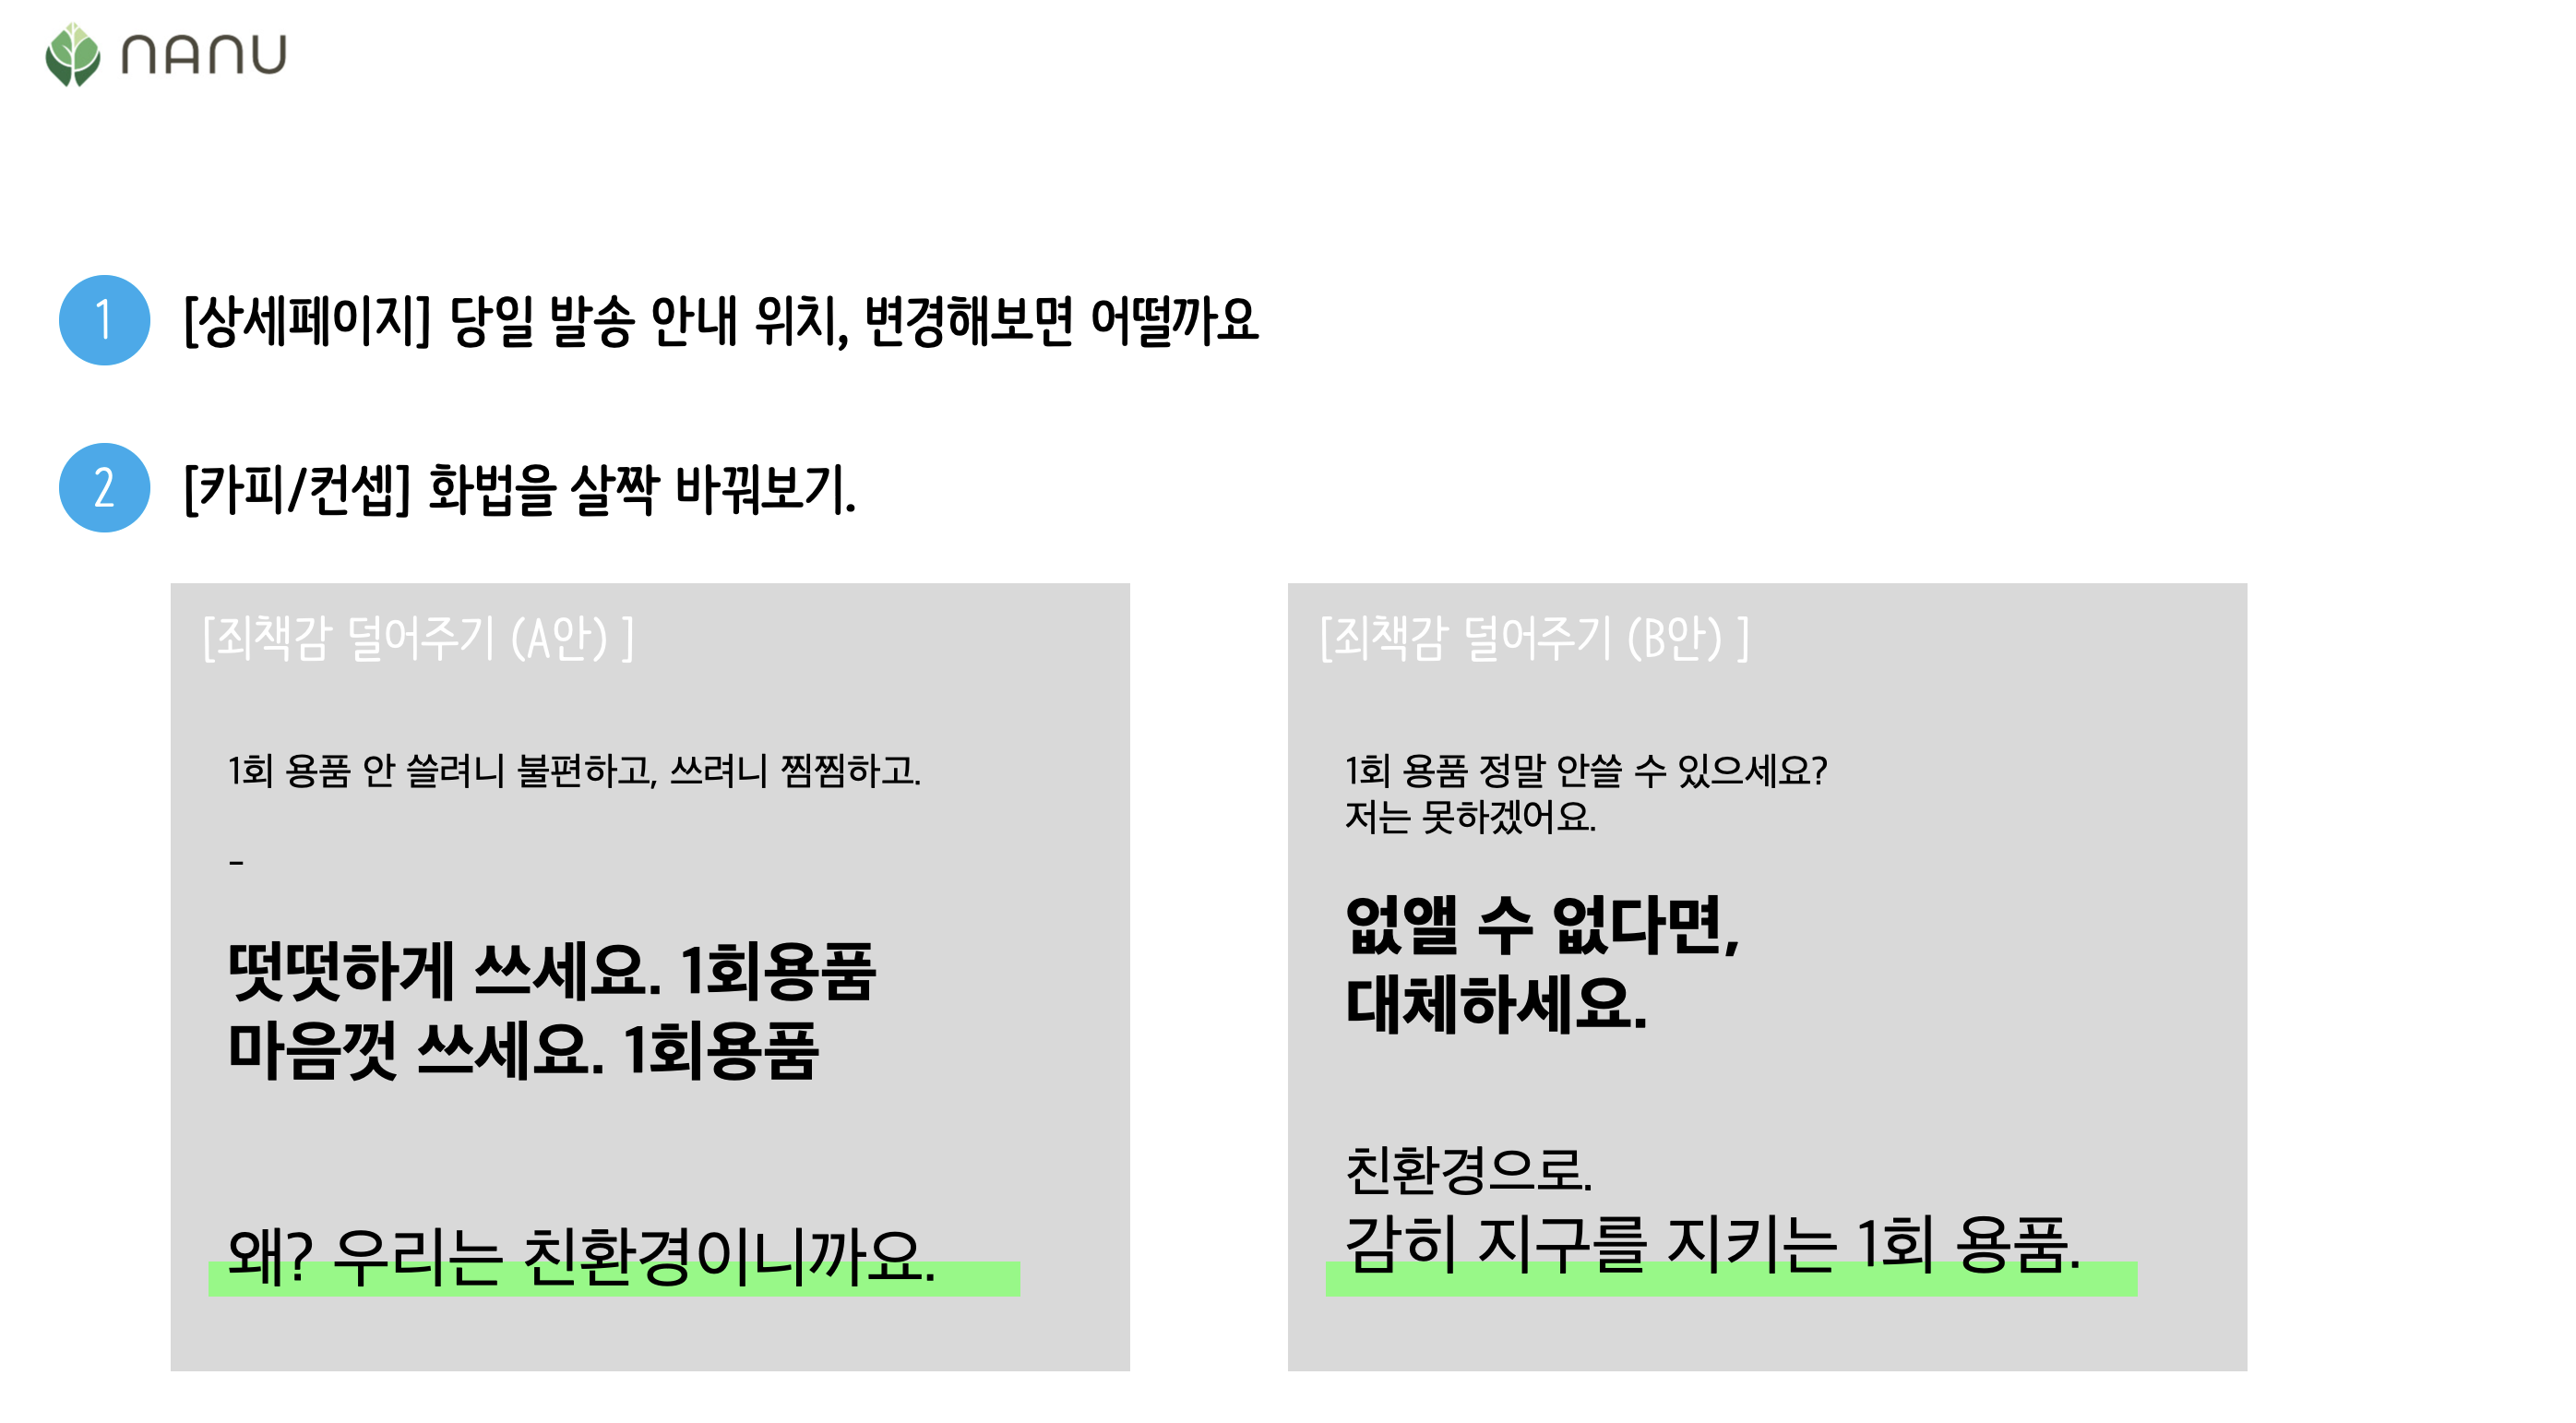 NANU
1 [상세페이지] 당일 발송 안내 위치, 변경해보면 어떨까요
2 [카피/컨셉] 화법을 살짝 바꿔보기.
[죄책감 덜어주기 (A안) ]
1회 용품 안 쓸려니 불편하고, 쓰려니 찜찜하고.
-
떳떳하게 쓰세요. 1회용품
마음껏 쓰세요. 1회용품
왜? 우리는 친환경이니까요.
[죄책감 덜어주기 (B안) ]
1회 용품 정말 안쓸 수 있으세요?
저는 못하겠어요.
없앨 수 없다면,
대체하세요.
친환경으로.
감히 지구를 지키는 1회 용품.